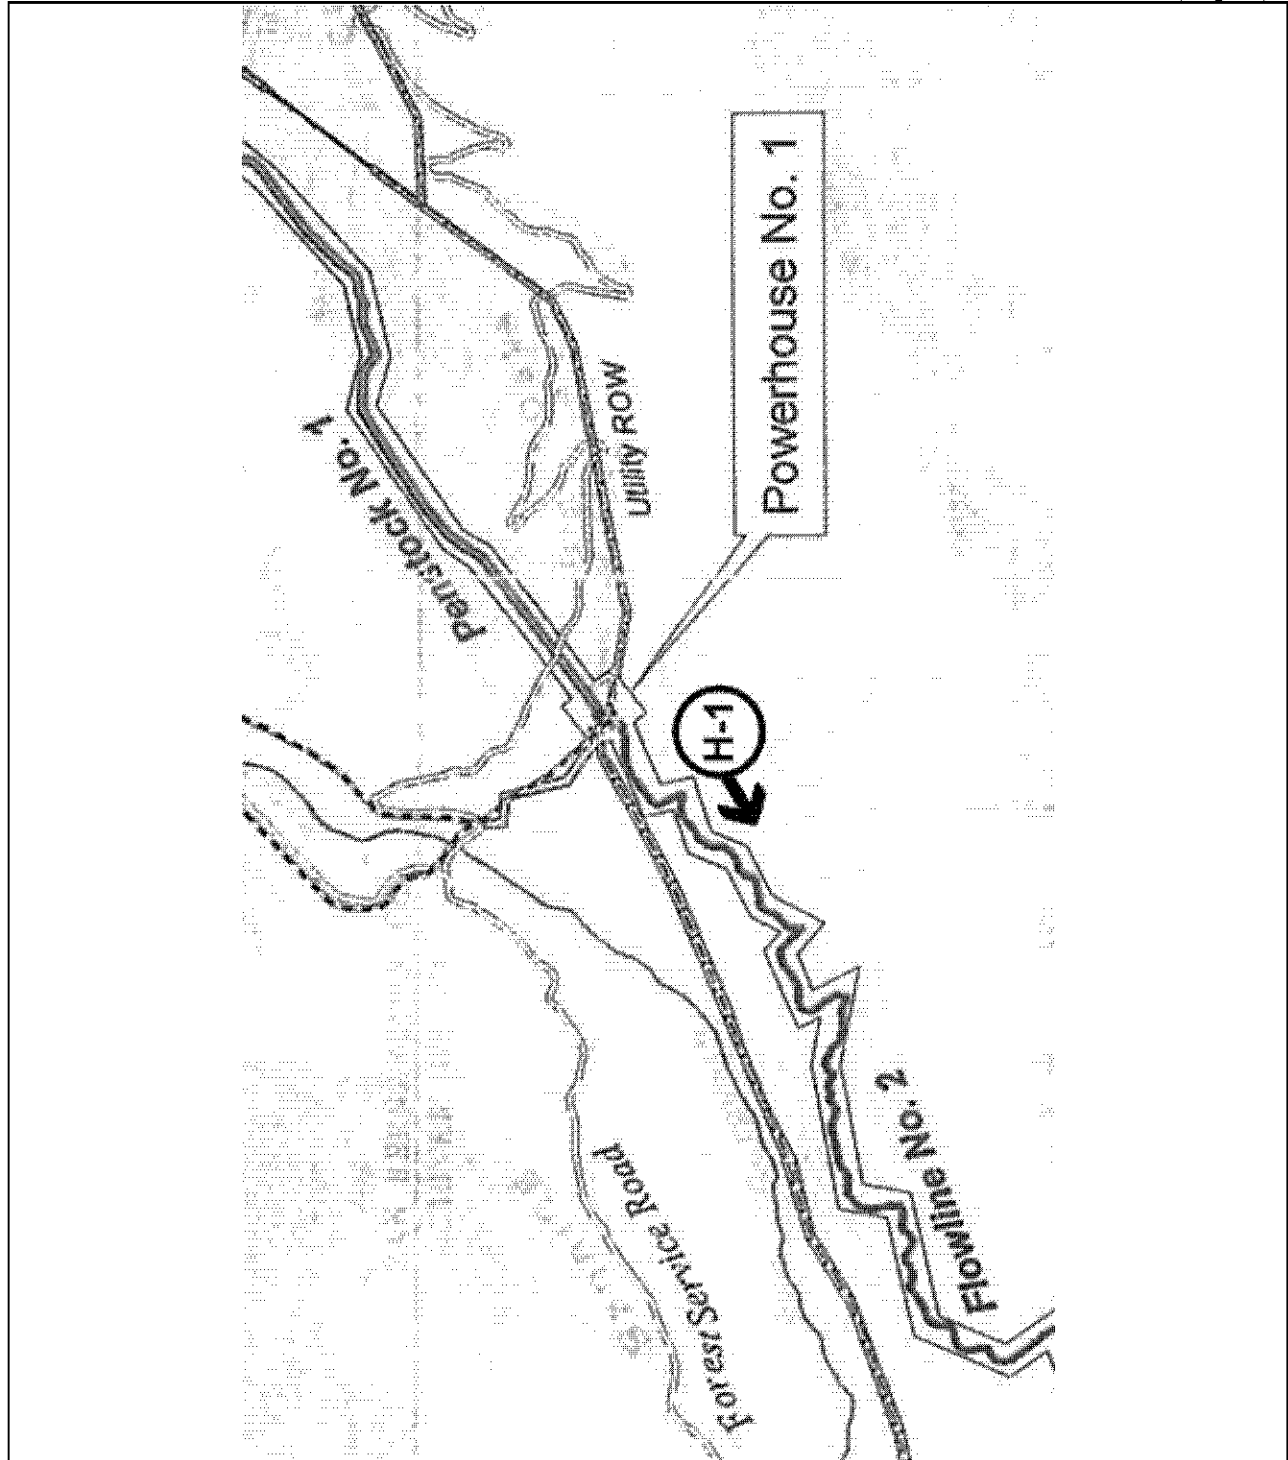 Penstock No. 1
Utility ROW
Powerhouse No. 1
H-1
Forest Service Road
Flowline No. 2